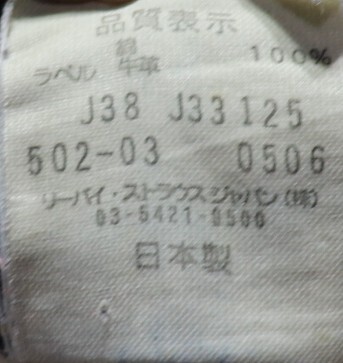 品質表示
綿 100%
ラベル 牛革
J38 J33125
502-03 0506
リーバイ・ストラウスジャパン(株)
03-5421-0500
日本製